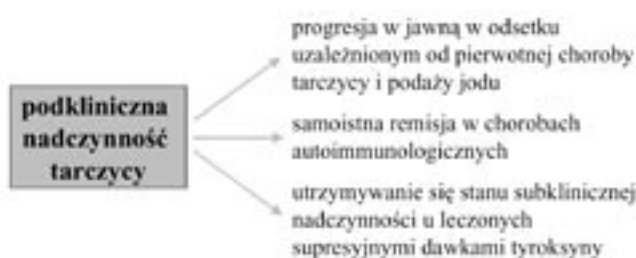 podkliniczna
nadczynność
tarczycy
progresja w jawną w odsetku
uzależnionym od pierwotnej choroby
tarczycy i podaży jodu
samoistna remisja w chorobach
autoimmunologicznych
utrzymywanie się stanu subklinicznej
nadczynności u leczonych
supresyjnymi dawkami tyroksyny